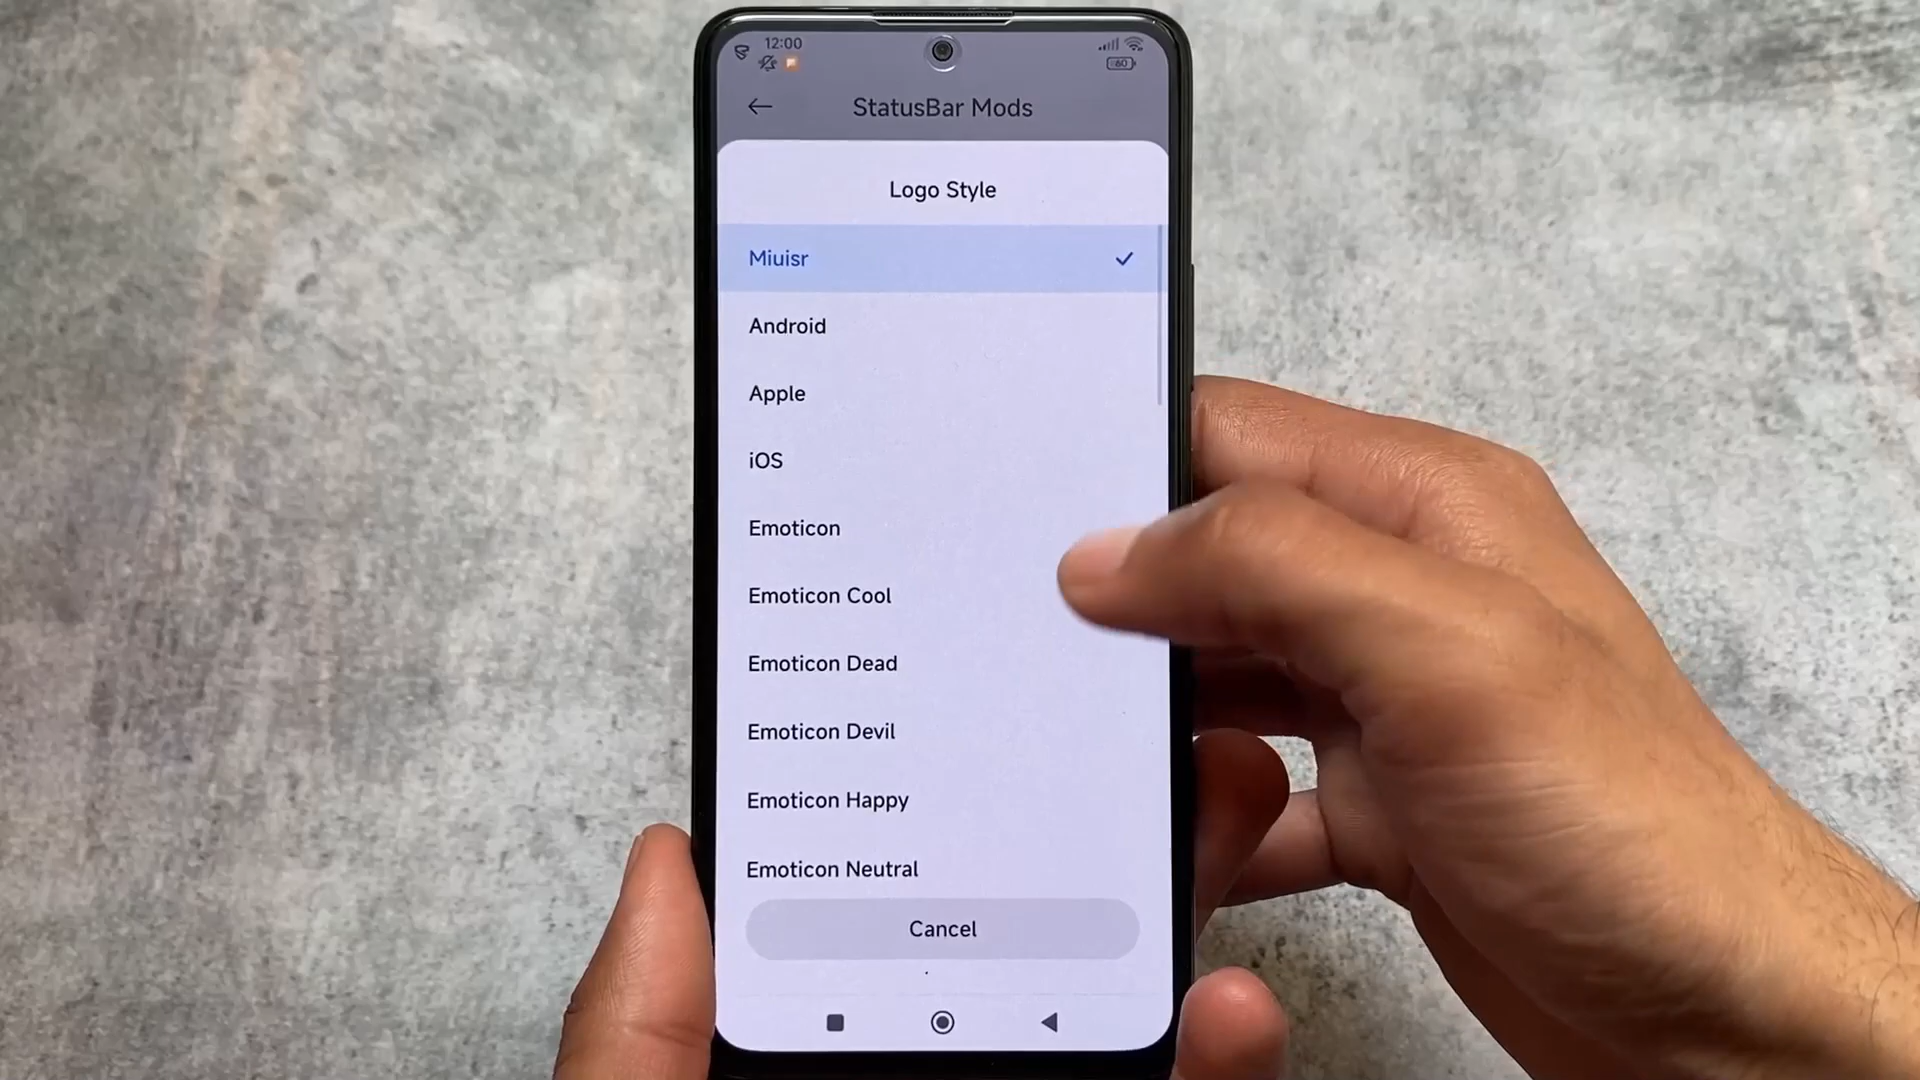 12:00
60
StatusBar Mods
Logo Style
Miuisr
Android
Apple
iOS
Emoticon
Emoticon Cool
Emoticon Dead
Emoticon Devil
Emoticon Happy
Emoticon Neutral
Cancel